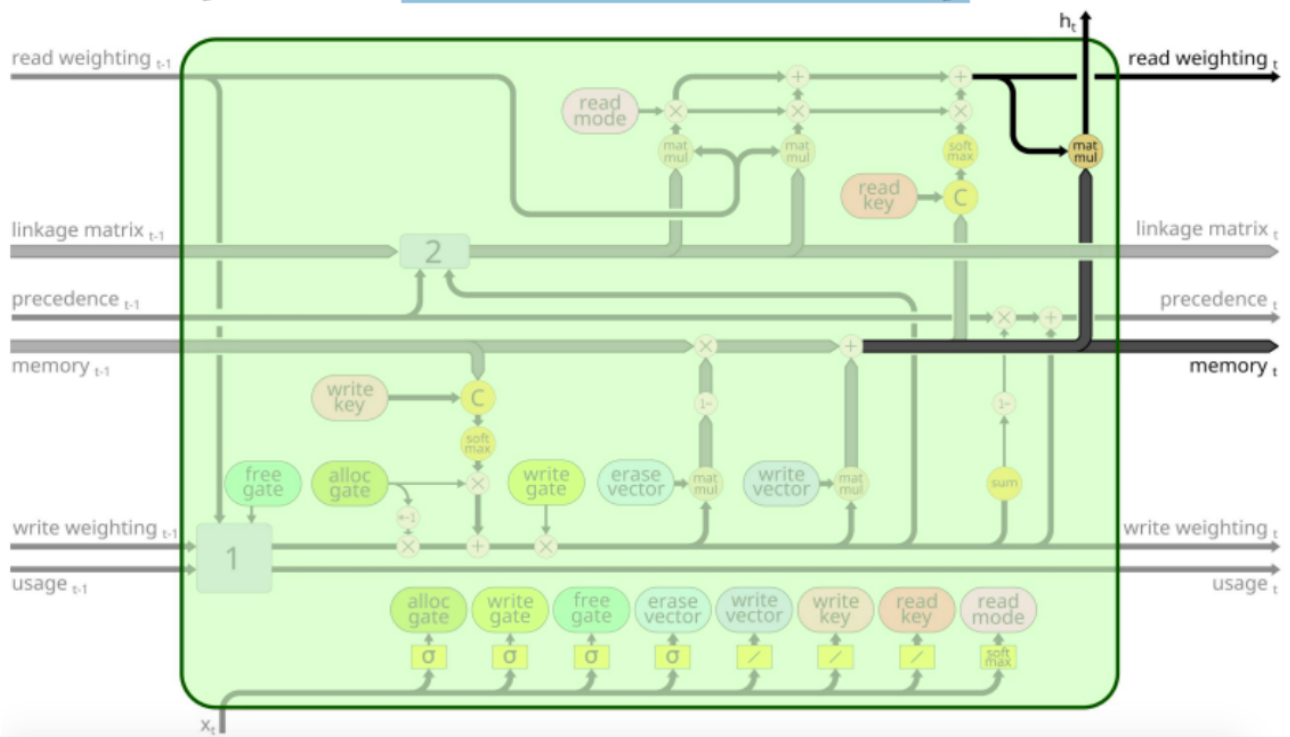 h t
read weighting t-1
read weighting t
read
mode
× + × + ×
mat
mul
mat
mul
soft
max
mat
mul
read
key
C
linkage matrix t-1
2
linkage matrix t
precedence t-1
× +
precedence t
memory t-1
× +
memory t
write
key
C
1-
1-
soft
max
free
gate
alloc
gate
×
write
gate
erase
vector
mat
mul
write
vector
mat
mul
sum
write weighting t-1
× + ×
write weighting t
1
usage t-1
usage t
alloc
gate
write
gate
free
gate
erase
vector
write
vector
write
key
read
key
read
mode
σ σ σ σ / / /
soft
max
x t